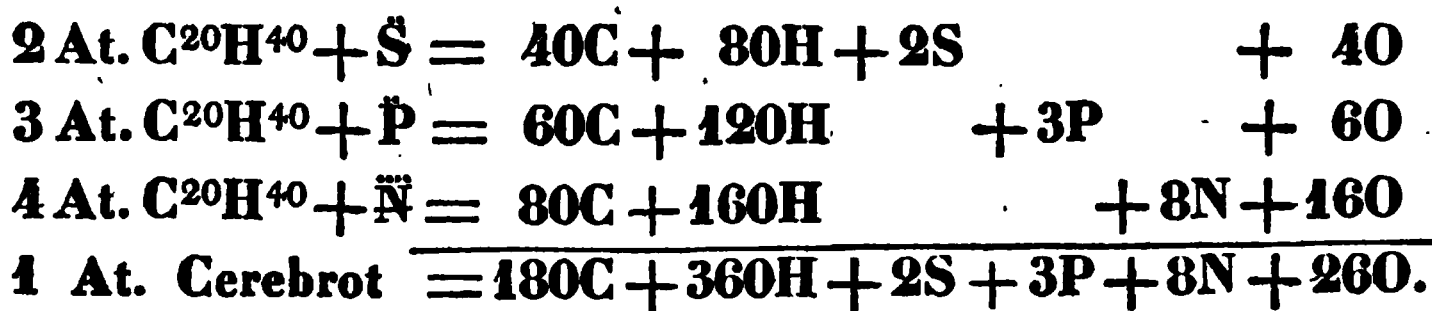 2 At. C²⁰H⁴⁰+S̈ = 40C+ 80H+2S + 4O
3 At. C²⁰H⁴⁰+P̈ = 60C+120H +3P + 6O
4 At. C²⁰H⁴⁰+N̶̈̈ = 80C+160H +8N+16O
1 At. Cerebrot =180C+360H+2S+3P+8N+26O.